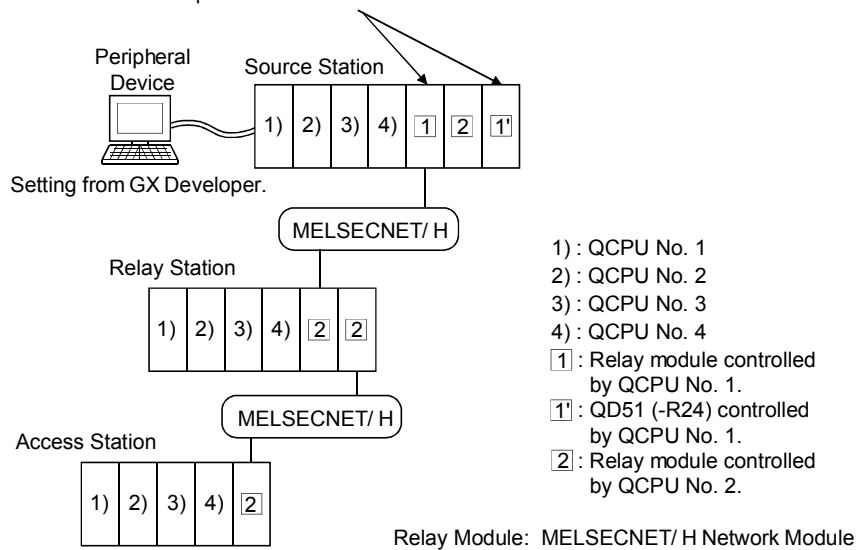 Peripheral
Device
Source Station
1) 2) 3) 4) 1 2 1'
Setting from GX Developer.
MELSECNET/ H
Relay Station
1) 2) 3) 4) 2 2
MELSECNET/ H
Access Station
1) 2) 3) 4) 2
1) : QCPU No. 1
2) : QCPU No. 2
3) : QCPU No. 3
4) : QCPU No. 4
1 : Relay module controlled
by QCPU No. 1.
1' : QD51 (-R24) controlled
by QCPU No. 1.
2 : Relay module controlled
by QCPU No. 2.
Relay Module: MELSECNET/ H Network Module